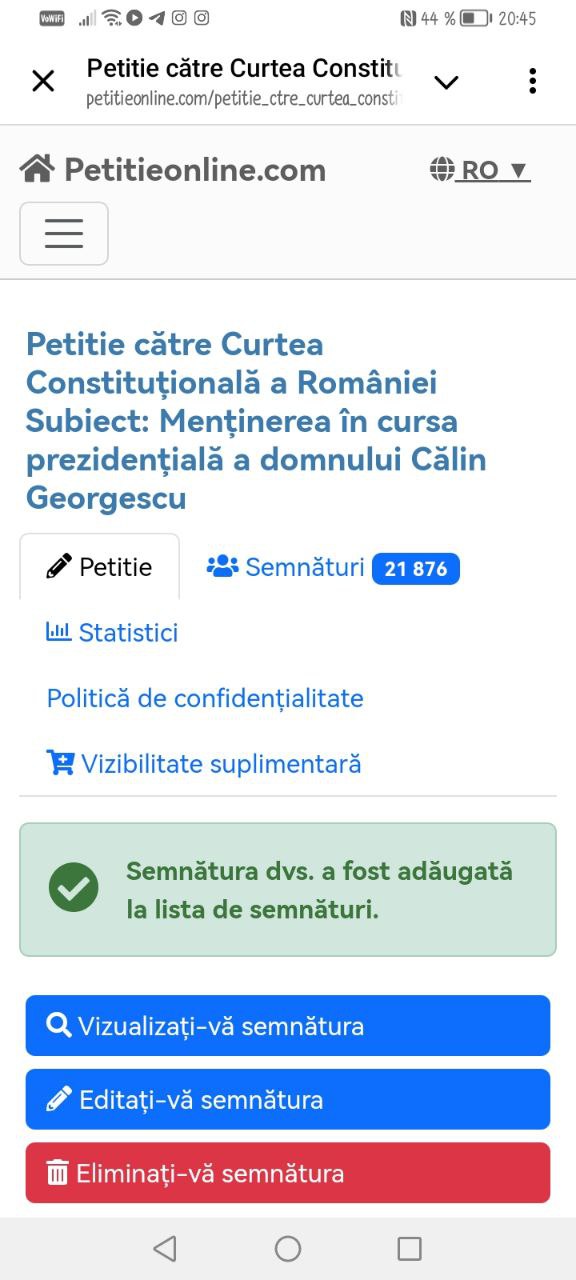 VoWiFi 44 % 20:45
Petitie către Curtea Constitu
petitieonline.com/petitie_ctre_curtea_consti
Petitieonline.com RO ▼
Petitie către Curtea
Constituțională a României
Subiect: Menținerea în cursa
prezidențială a domnului Călin
Georgescu
Petitie Semnături 21 876
Statistici
Politică de confidențialitate
Vizibilitate suplimentară
Semnătura dvs. a fost adăugată
la lista de semnături.
Vizualizați-vă semnătura
Editați-vă semnătura
Eliminați-vă semnătura